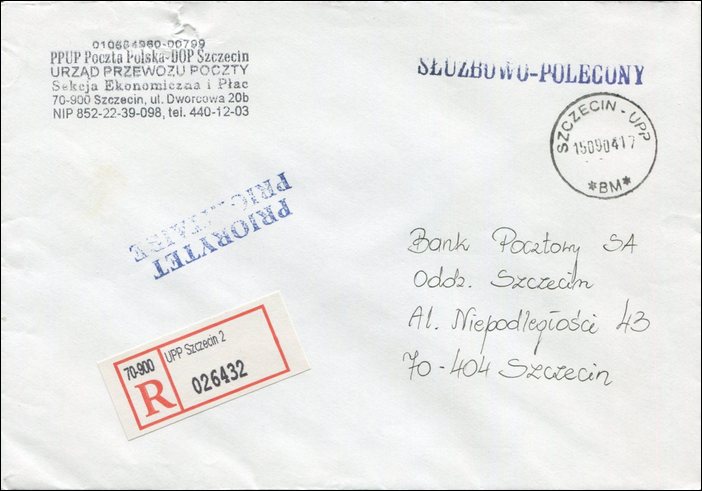 010684960-00799
PPUP Poczta Polska-DOP Szczecin
URZĄD PRZEWOZU POCZTY
Sekcja Ekonomiczna i Płac
70-900 Szczecin, ul. Dworcowa 20b
NIP 852-22-39-098, tel. 440-12-03
SŁUŻBOWO-POLECONY
SZCZECIN - UPP
15090417
*BM*
PRIORYTET
PRIORITAIRE
Bank Pocztowy SA
Oddz. Szczecin
Al. Niepodległości 43
70-404 Szczecin
70-900
UPP Szczecin 2
R
026432